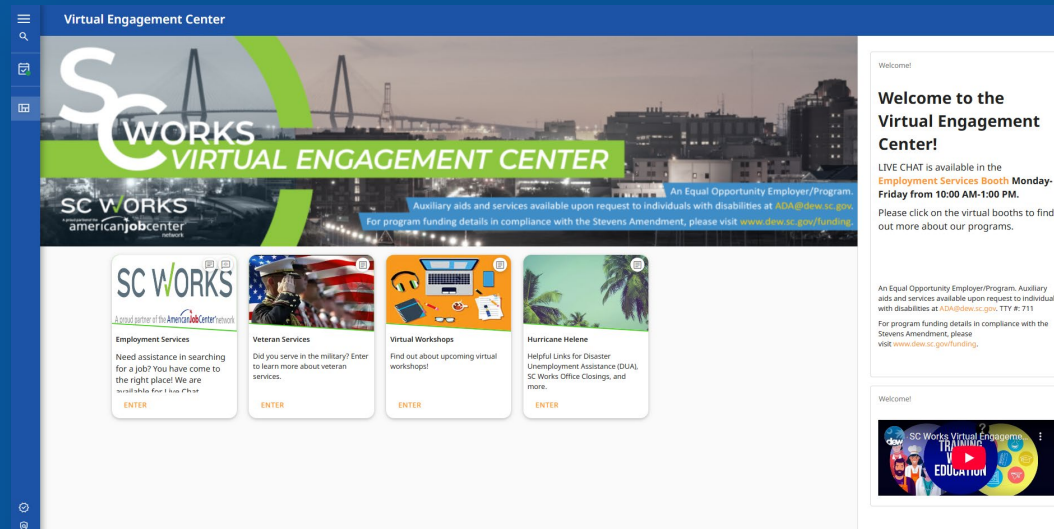 Virtual Engagement Center
SC WORKS
VIRTUAL ENGAGEMENT CENTER
SC WORKS
A proud partner of the
americanjobcenter
network
An Equal Opportunity Employer/Program.
Auxiliary aids and services available upon request to individuals with disabilities at ADA@dew.sc.gov.
For program funding details in compliance with the Stevens Amendment, please visit www.dew.sc.gov/funding.
SC WORKS
A proud partner of the AmericanJobCenter network
Employment Services
Need assistance in searching
for a job? You have come to
the right place! We are
available for Live Chat
ENTER
Veteran Services
Did you serve in the military? Enter
to learn more about veteran
services.
ENTER
Virtual Workshops
Find out about upcoming virtual
workshops!
ENTER
Hurricane Helene
Helpful Links for Disaster
Unemployment Assistance (DUA),
SC Works Office Closings, and
more.
ENTER
Welcome!
Welcome to the
Virtual Engagement
Center!
LIVE CHAT is available in the
Employment Services Booth Monday-
Friday from 10:00 AM-1:00 PM.
Please click on the virtual booths to find
out more about our programs.
An Equal Opportunity Employer/Program. Auxiliary
aids and services available upon request to individual
with disabilities at ADA@dew.sc.gov. TTY #: 711
For program funding details in compliance with the
Stevens Amendment, please
visit www.dew.sc.gov/funding.
Welcome!
dew
SC Works Virtual Engageme...
TRAINING
EDUCATION